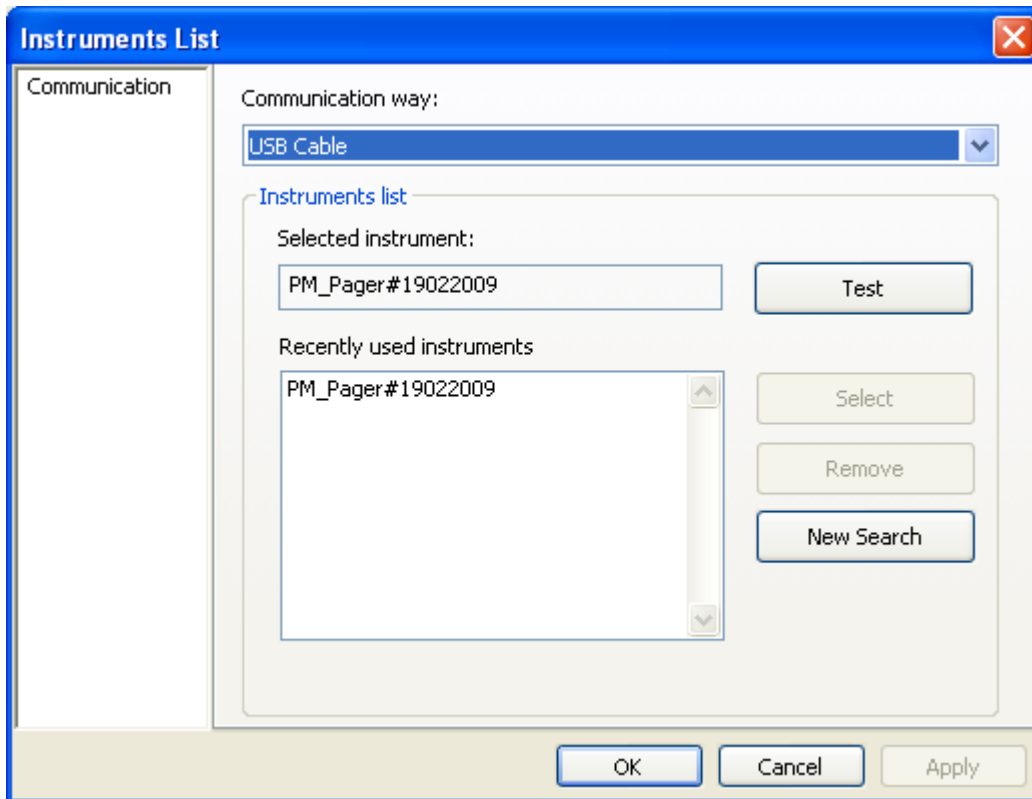 Instruments List
Communication
Communication way:
USB Cable
Instruments list
Selected instrument:
PM_Pager#19022009
Test
Recently used instruments
PM_Pager#19022009
Select
Remove
New Search
OK
Cancel
Apply